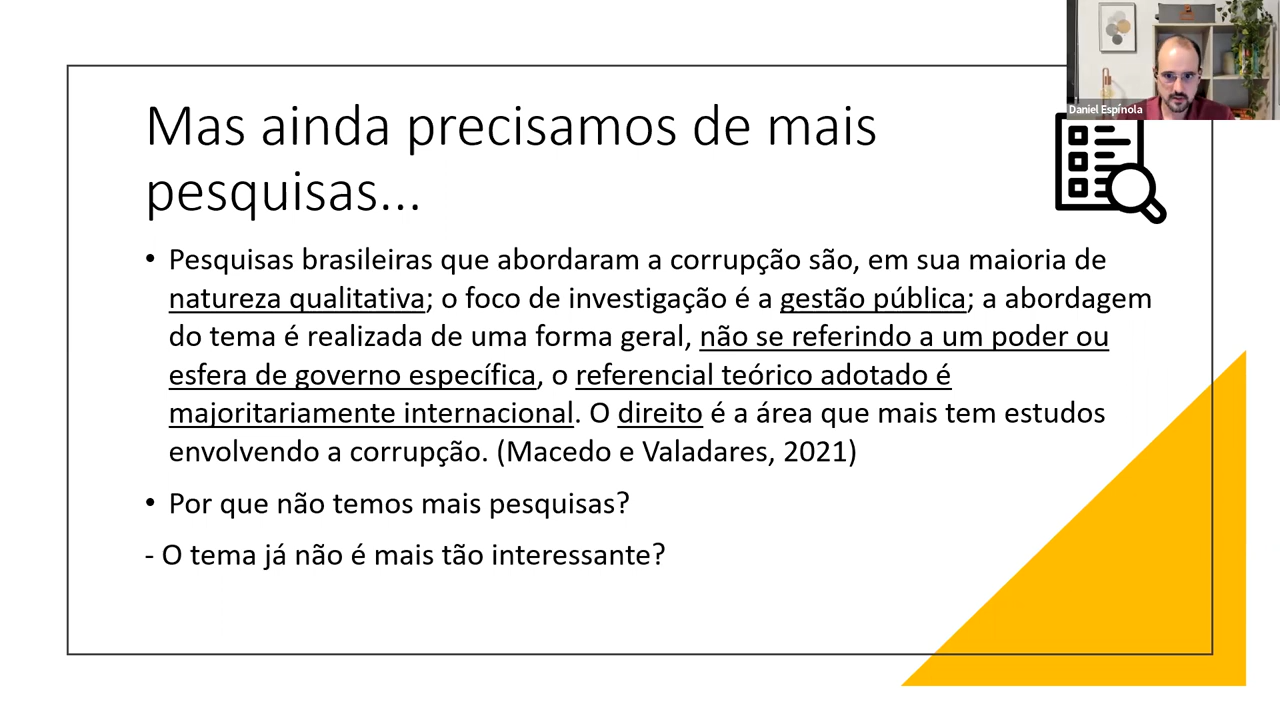 Daniel Espínola
Mas ainda precisamos de mais
pesquisas...
• Pesquisas brasileiras que abordaram a corrupção são, em sua maioria de
natureza qualitativa; o foco de investigação é a gestão pública; a abordagem
do tema é realizada de uma forma geral, não se referindo a um poder ou
esfera de governo específica, o referencial teórico adotado é
majoritariamente internacional. O direito é a área que mais tem estudos
envolvendo a corrupção. (Macedo e Valadares, 2021)
• Por que não temos mais pesquisas?
- O tema já não é mais tão interessante?